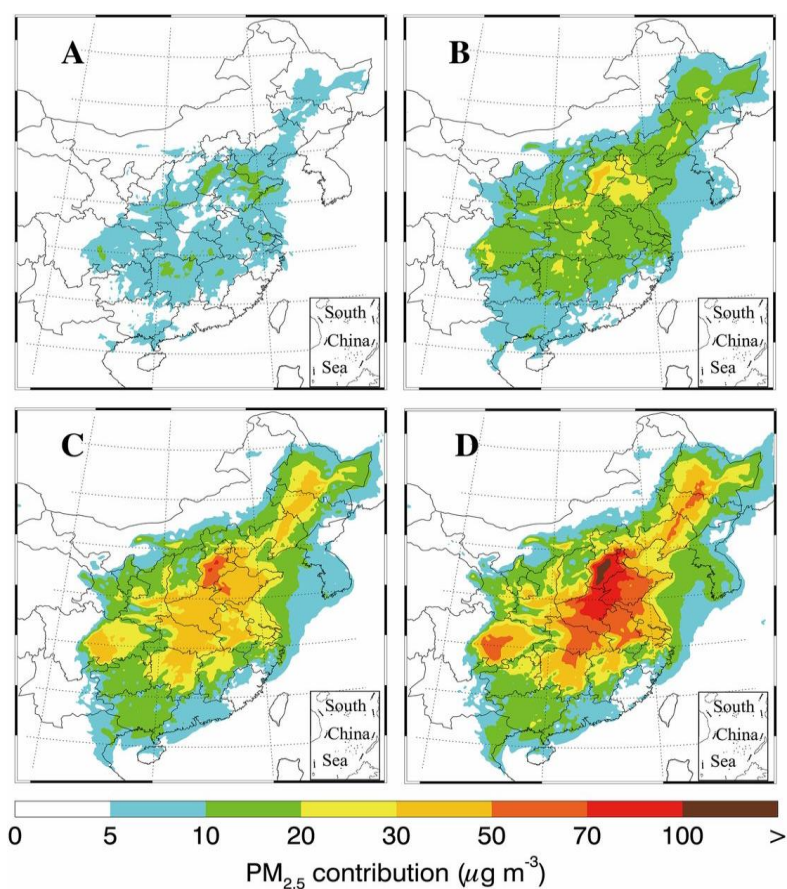 A
B
South
China
Sea
South
China
Sea
C
D
South
China
Sea
South
China
Sea
0 5 10 20 30 50 70 100 >
PM2.5 contribution (μg m-3)